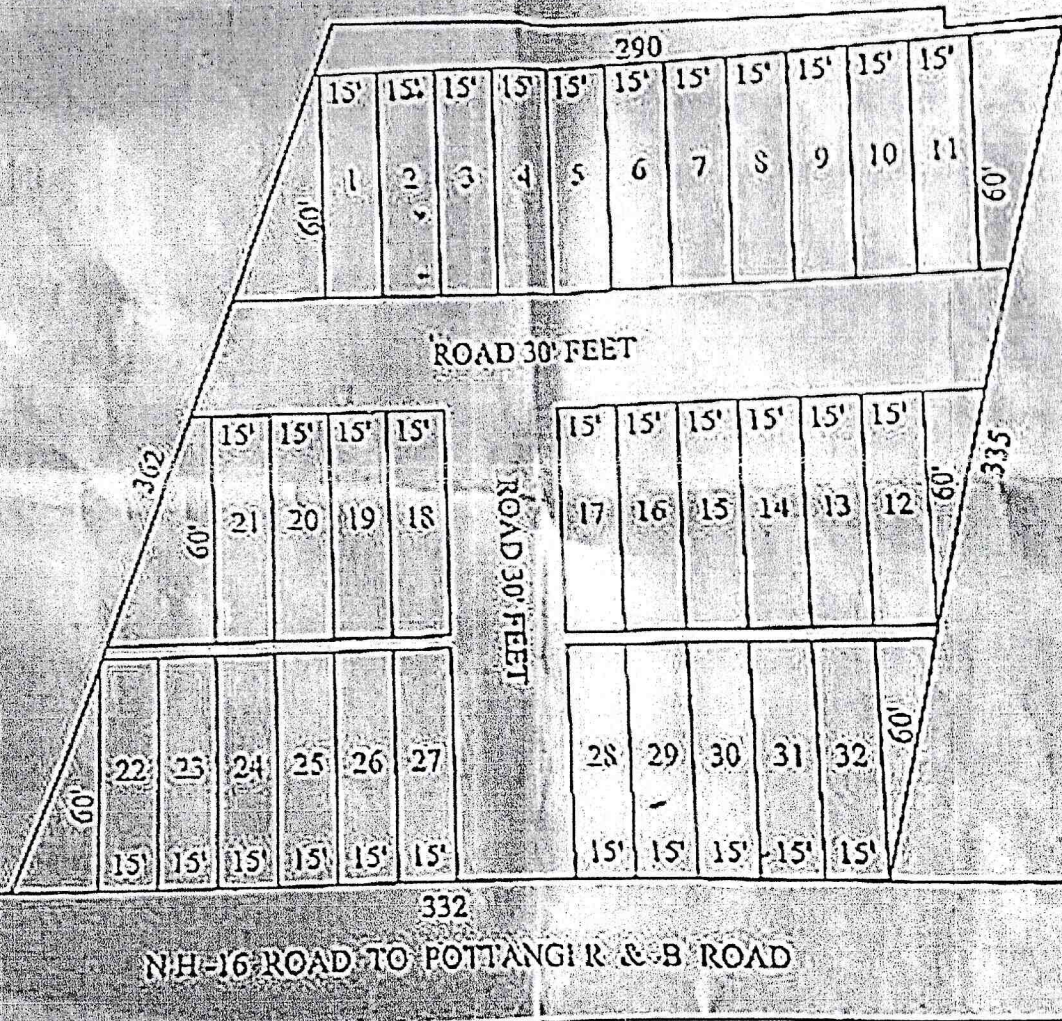 290
15' 15' 15' 15' 15' 15' 15' 15' 15' 15' 15'
60' 1 2 3 4 5 6 7 8 9 10 11 60'
ROAD 30' FEET
15' 15' 15' 15' 15' 15' 15' 15' 15' 15'
362 60' 21 20 19 18 17 16 15 14 13 12 60' 335
ROAD 30' FEET
60' 22 23 24 25 26 27 28 29 30 31 32 60'
15' 15' 15' 15' 15' 15' 15' 15' 15' 15' 15'
332
NH-16 ROAD TO POTTANGI R & B ROAD